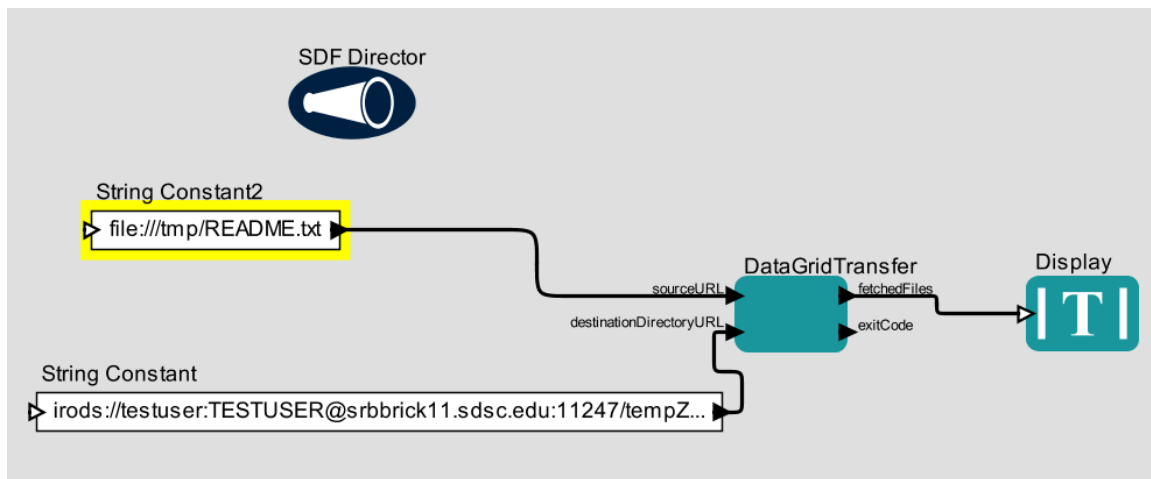 SDF Director
String Constant2
file:///tmp/README.txt
DataGridTransfer
Display
sourceURL
fetchedFiles
T
destinationDirectoryURL
exitCode
String Constant
irods://testuser:TESTUSER@srbbrick11.sdsc.edu:11247/tempZ...